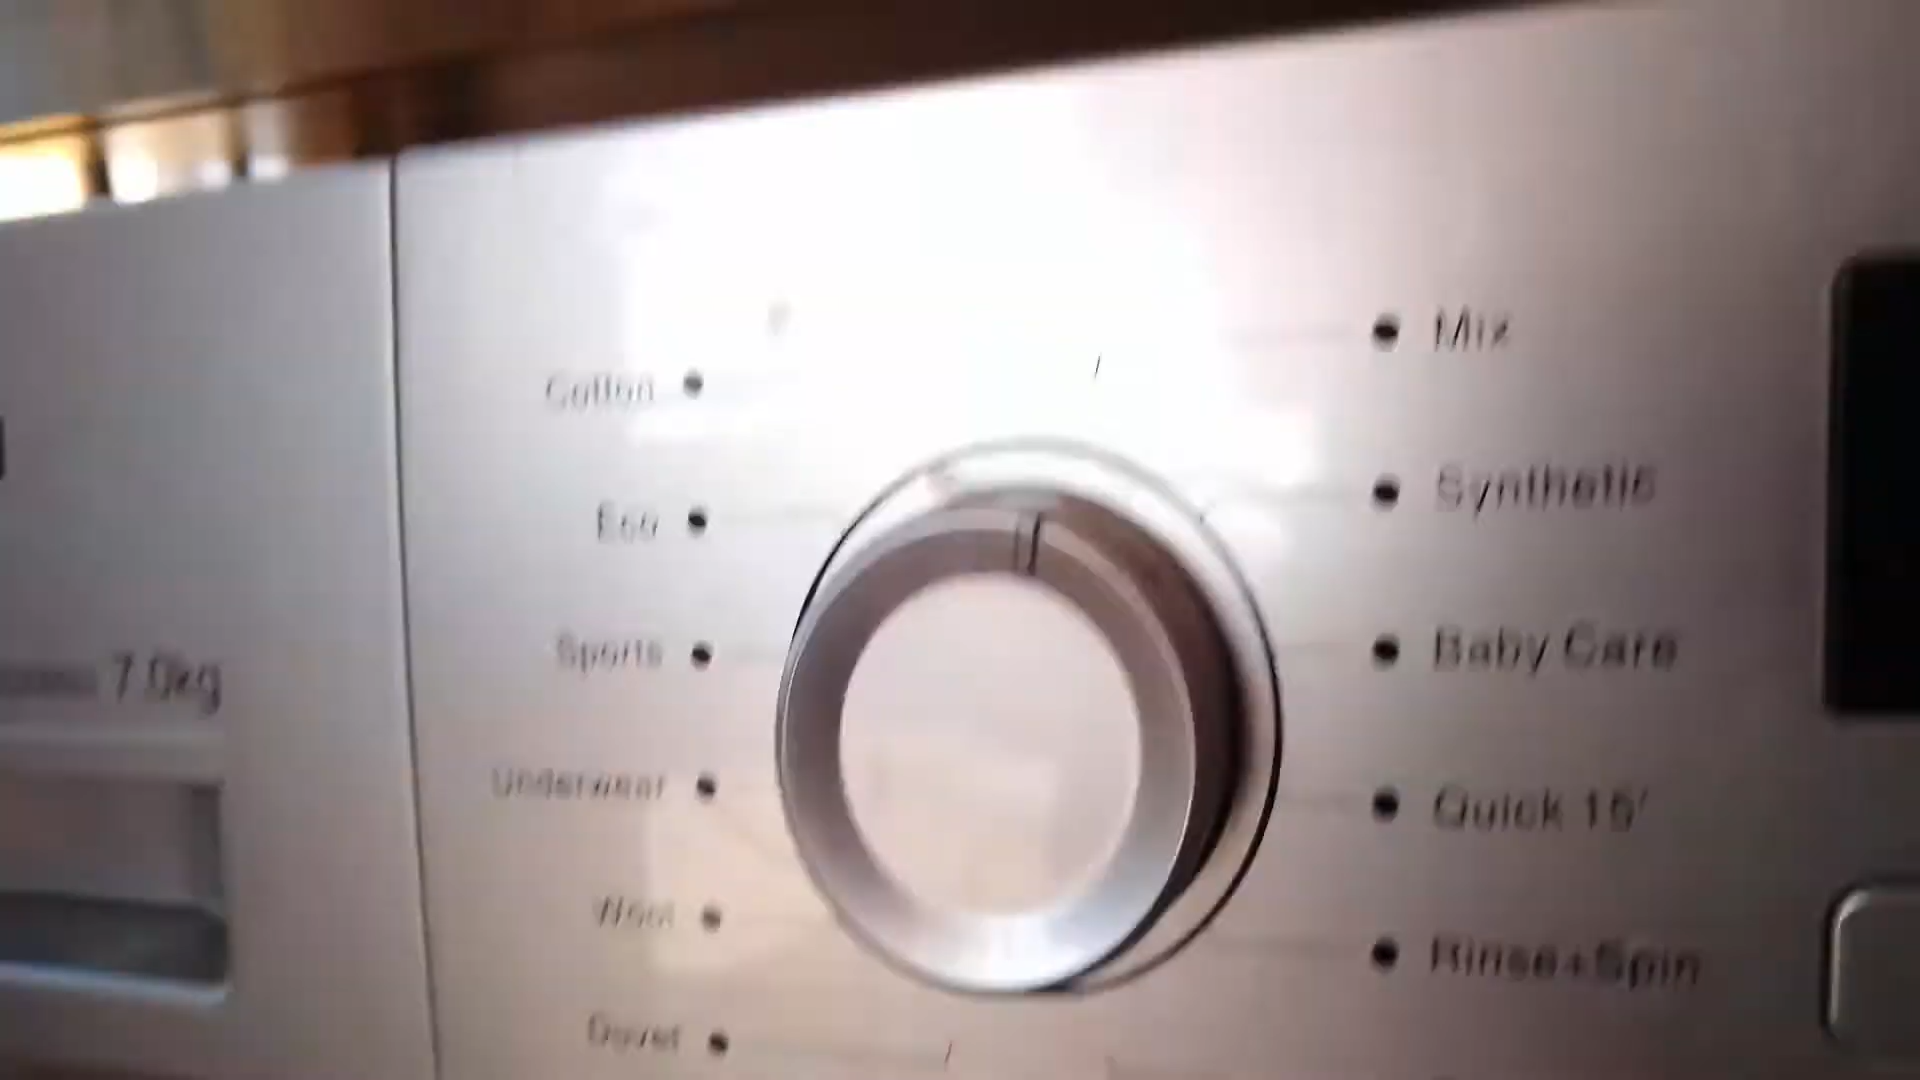 7.0kg
Cotton
Eco
Sports
Underwear
Wool
Duvet
Mix
Synthetic
Baby Care
Quick 15'
Rinse+Spin